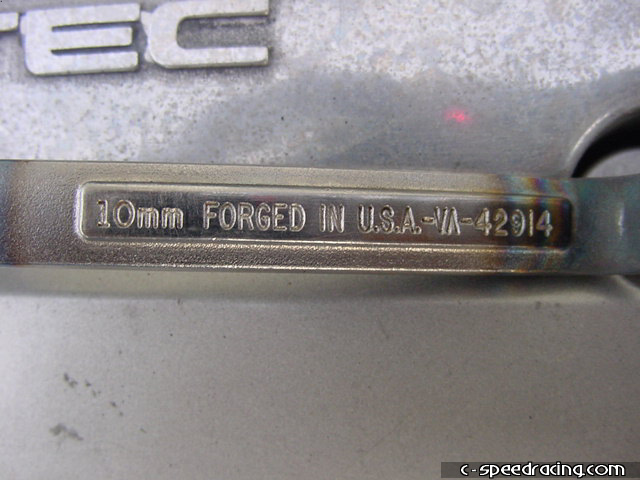 TEC
10mm FORGED IN U.S.A.-VA-42914
c-speedracing.com